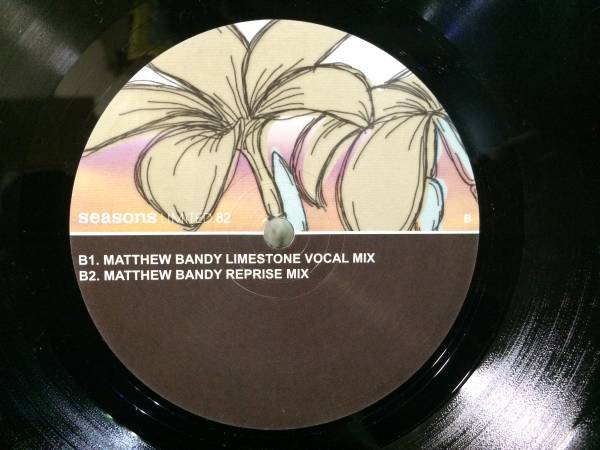 seasons LIMITED.82
B
B1. MATTHEW BANDY LIMESTONE VOCAL MIX
B2. MATTHEW BANDY REPRISE MIX